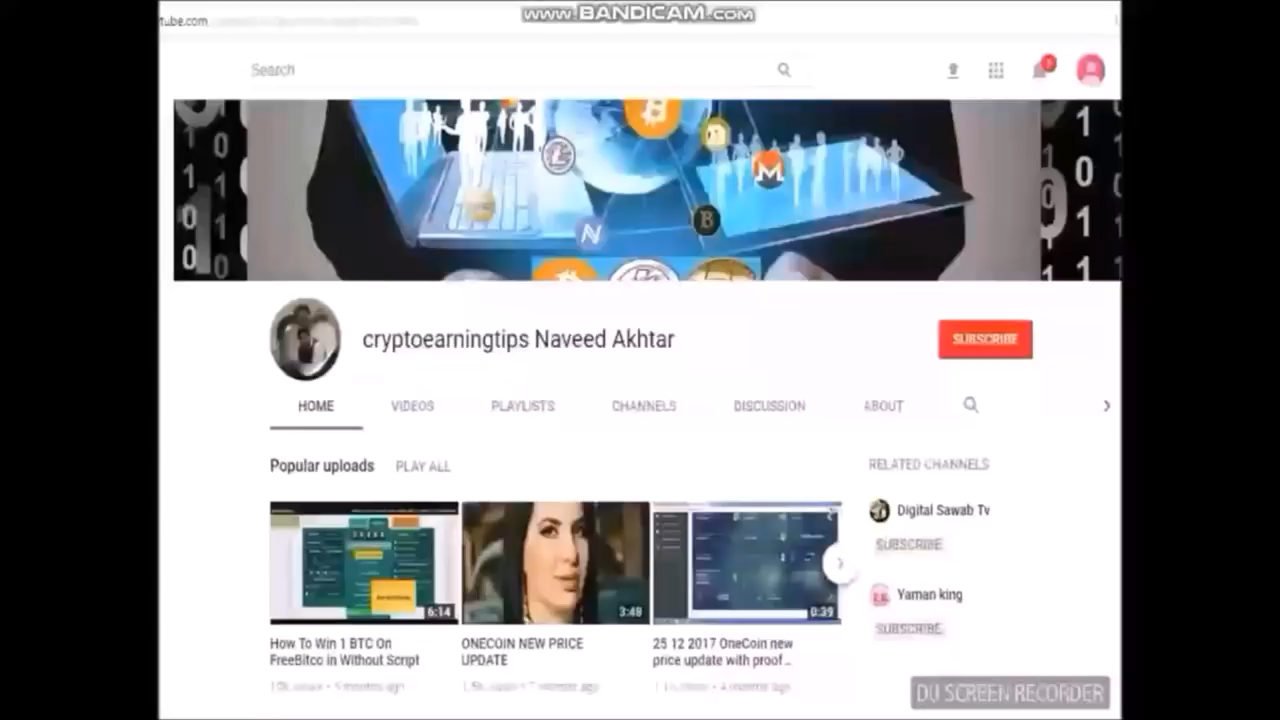 www.BANDICAM.com
tube.com
Search
cryptoearningtips Naveed Akhtar
SUBSCRIBE
HOME VIDEOS PLAYLISTS CHANNELS DISCUSSION ABOUT
Popular uploads PLAY ALL
6:14
3:48
0:39
How To Win 1 BTC On
FreeBitco in Without Script
ONECOIN NEW PRICE
UPDATE
25 12 2017 OneCoin new
price update with proof...
RELATED CHANNELS
Digital Sawab Tv
SUBSCRIBE
Yaman king
SUBSCRIBE
DU SCREEN RECORDER